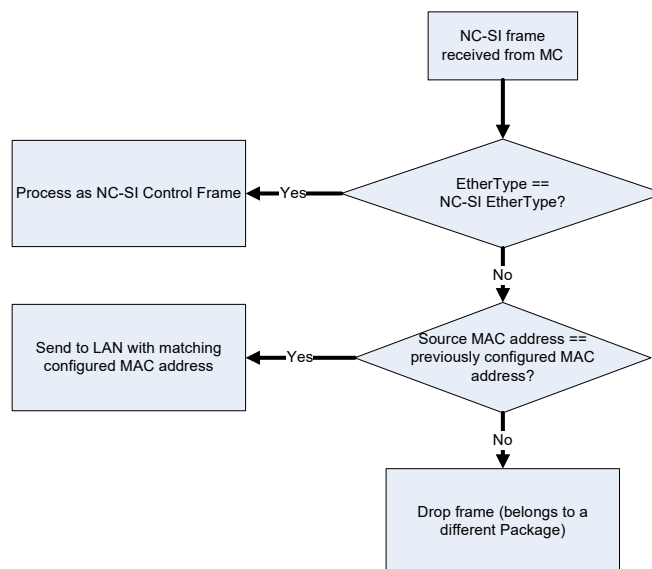 NC-SI frame
received from MC
EtherType ==
NC-SI EtherType?
Yes
Process as NC-SI Control Frame
No
Source MAC address ==
previously configured MAC
address?
Yes
Send to LAN with matching
configured MAC address
No
Drop frame (belongs to a
different Package)